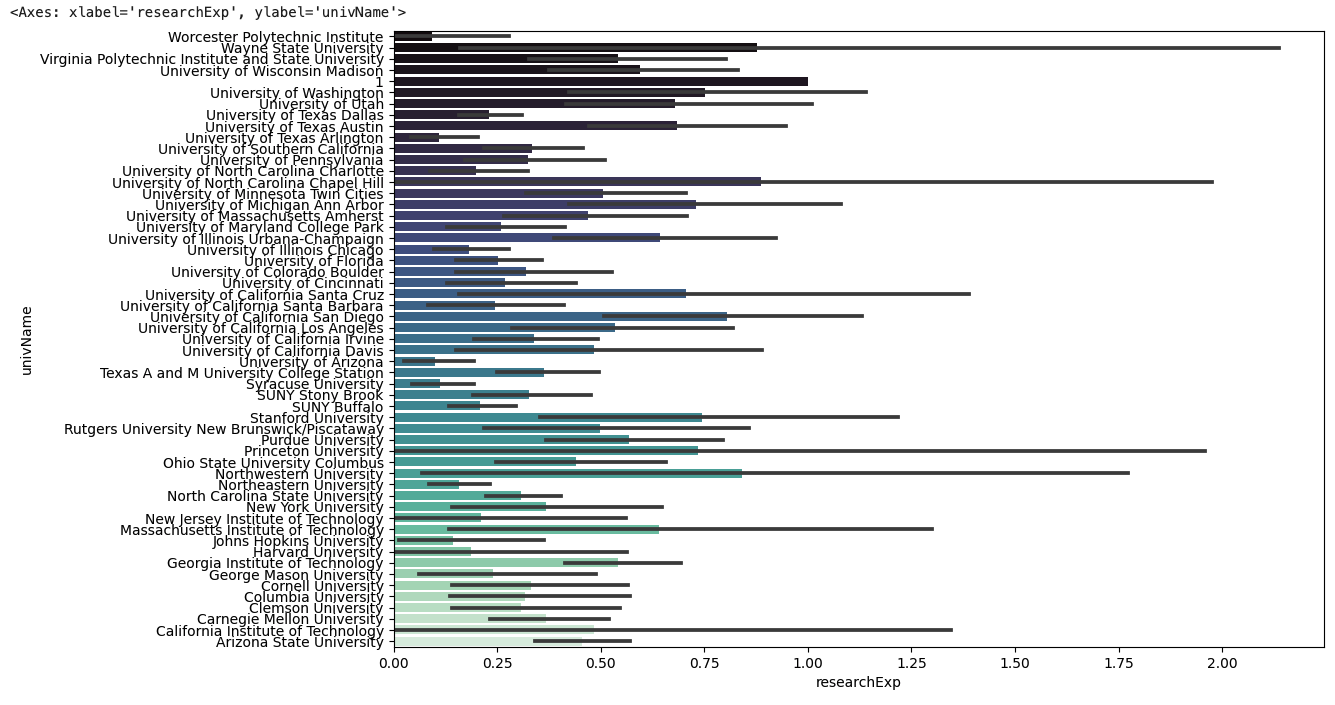 <Axes: xlabel='researchExp', ylabel='univName'>
Worcester Polytechnic Institute
Wayne State University
Virginia Polytechnic Institute and State University
University of Wisconsin Madison
1
University of Washington
University of Utah
University of Texas Dallas
University of Texas Austin
University of Texas Arlington
University of Southern California
University of Pennsylvania
University of North Carolina Charlotte
University of North Carolina Chapel Hill
University of Minnesota Twin Cities
University of Michigan Ann Arbor
University of Massachusetts Amherst
University of Maryland College Park
University of Illinois Urbana-Champaign
University of Illinois Chicago
University of Florida
University of Colorado Boulder
University of Cincinnati
University of California Santa Cruz
University of California Santa Barbara
University of California San Diego
University of California Los Angeles
University of California Irvine
University of California Davis
University of Arizona
Texas A and M University College Station
Syracuse University
SUNY Stony Brook
SUNY Buffalo
Stanford University
Rutgers University New Brunswick/Piscataway
Purdue University
Princeton University
Ohio State University Columbus
Northwestern University
Northeastern University
North Carolina State University
New York University
New Jersey Institute of Technology
Massachusetts Institute of Technology
Johns Hopkins University
Harvard University
Georgia Institute of Technology
George Mason University
Cornell University
Columbia University
Clemson University
Carnegie Mellon University
California Institute of Technology
Arizona State University
univName
0.00 0.25 0.50 0.75 1.00 1.25 1.50 1.75 2.00
researchExp